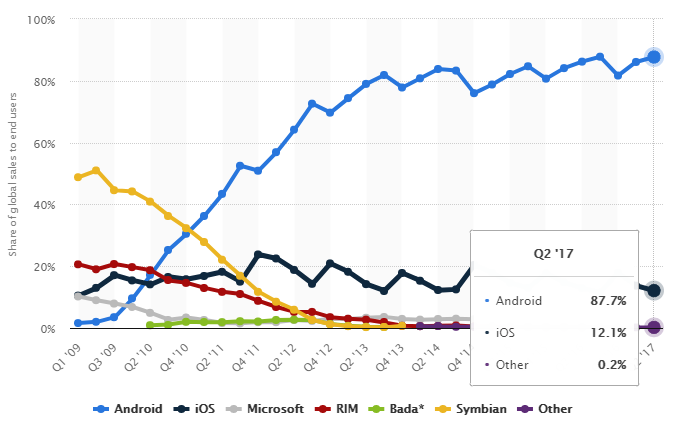 100%
80%
60%
40%
20%
0%
Share of global sales to end users
Q1 '09
Q3 '09
Q2 '10
Q4 '10
Q2 '11
Q4 '11
Q2 '12
Q4 '12
Q2 '13
Q4 '13
Q2 '14
Q2 '17
Android 87.7%
iOS 12.1%
Other 0.2%
Android iOS Microsoft RIM Bada* Symbian Other